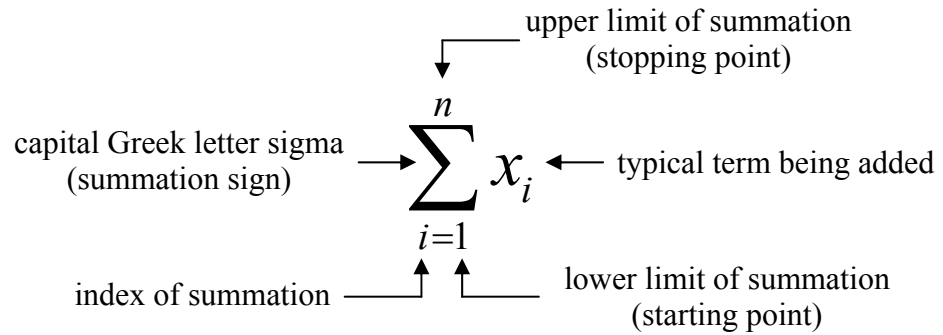 upper limit of summation
(stopping point)
n
capital Greek letter sigma
(summation sign)
∑ xᵢ
typical term being added
i=1
index of summation
lower limit of summation
(starting point)